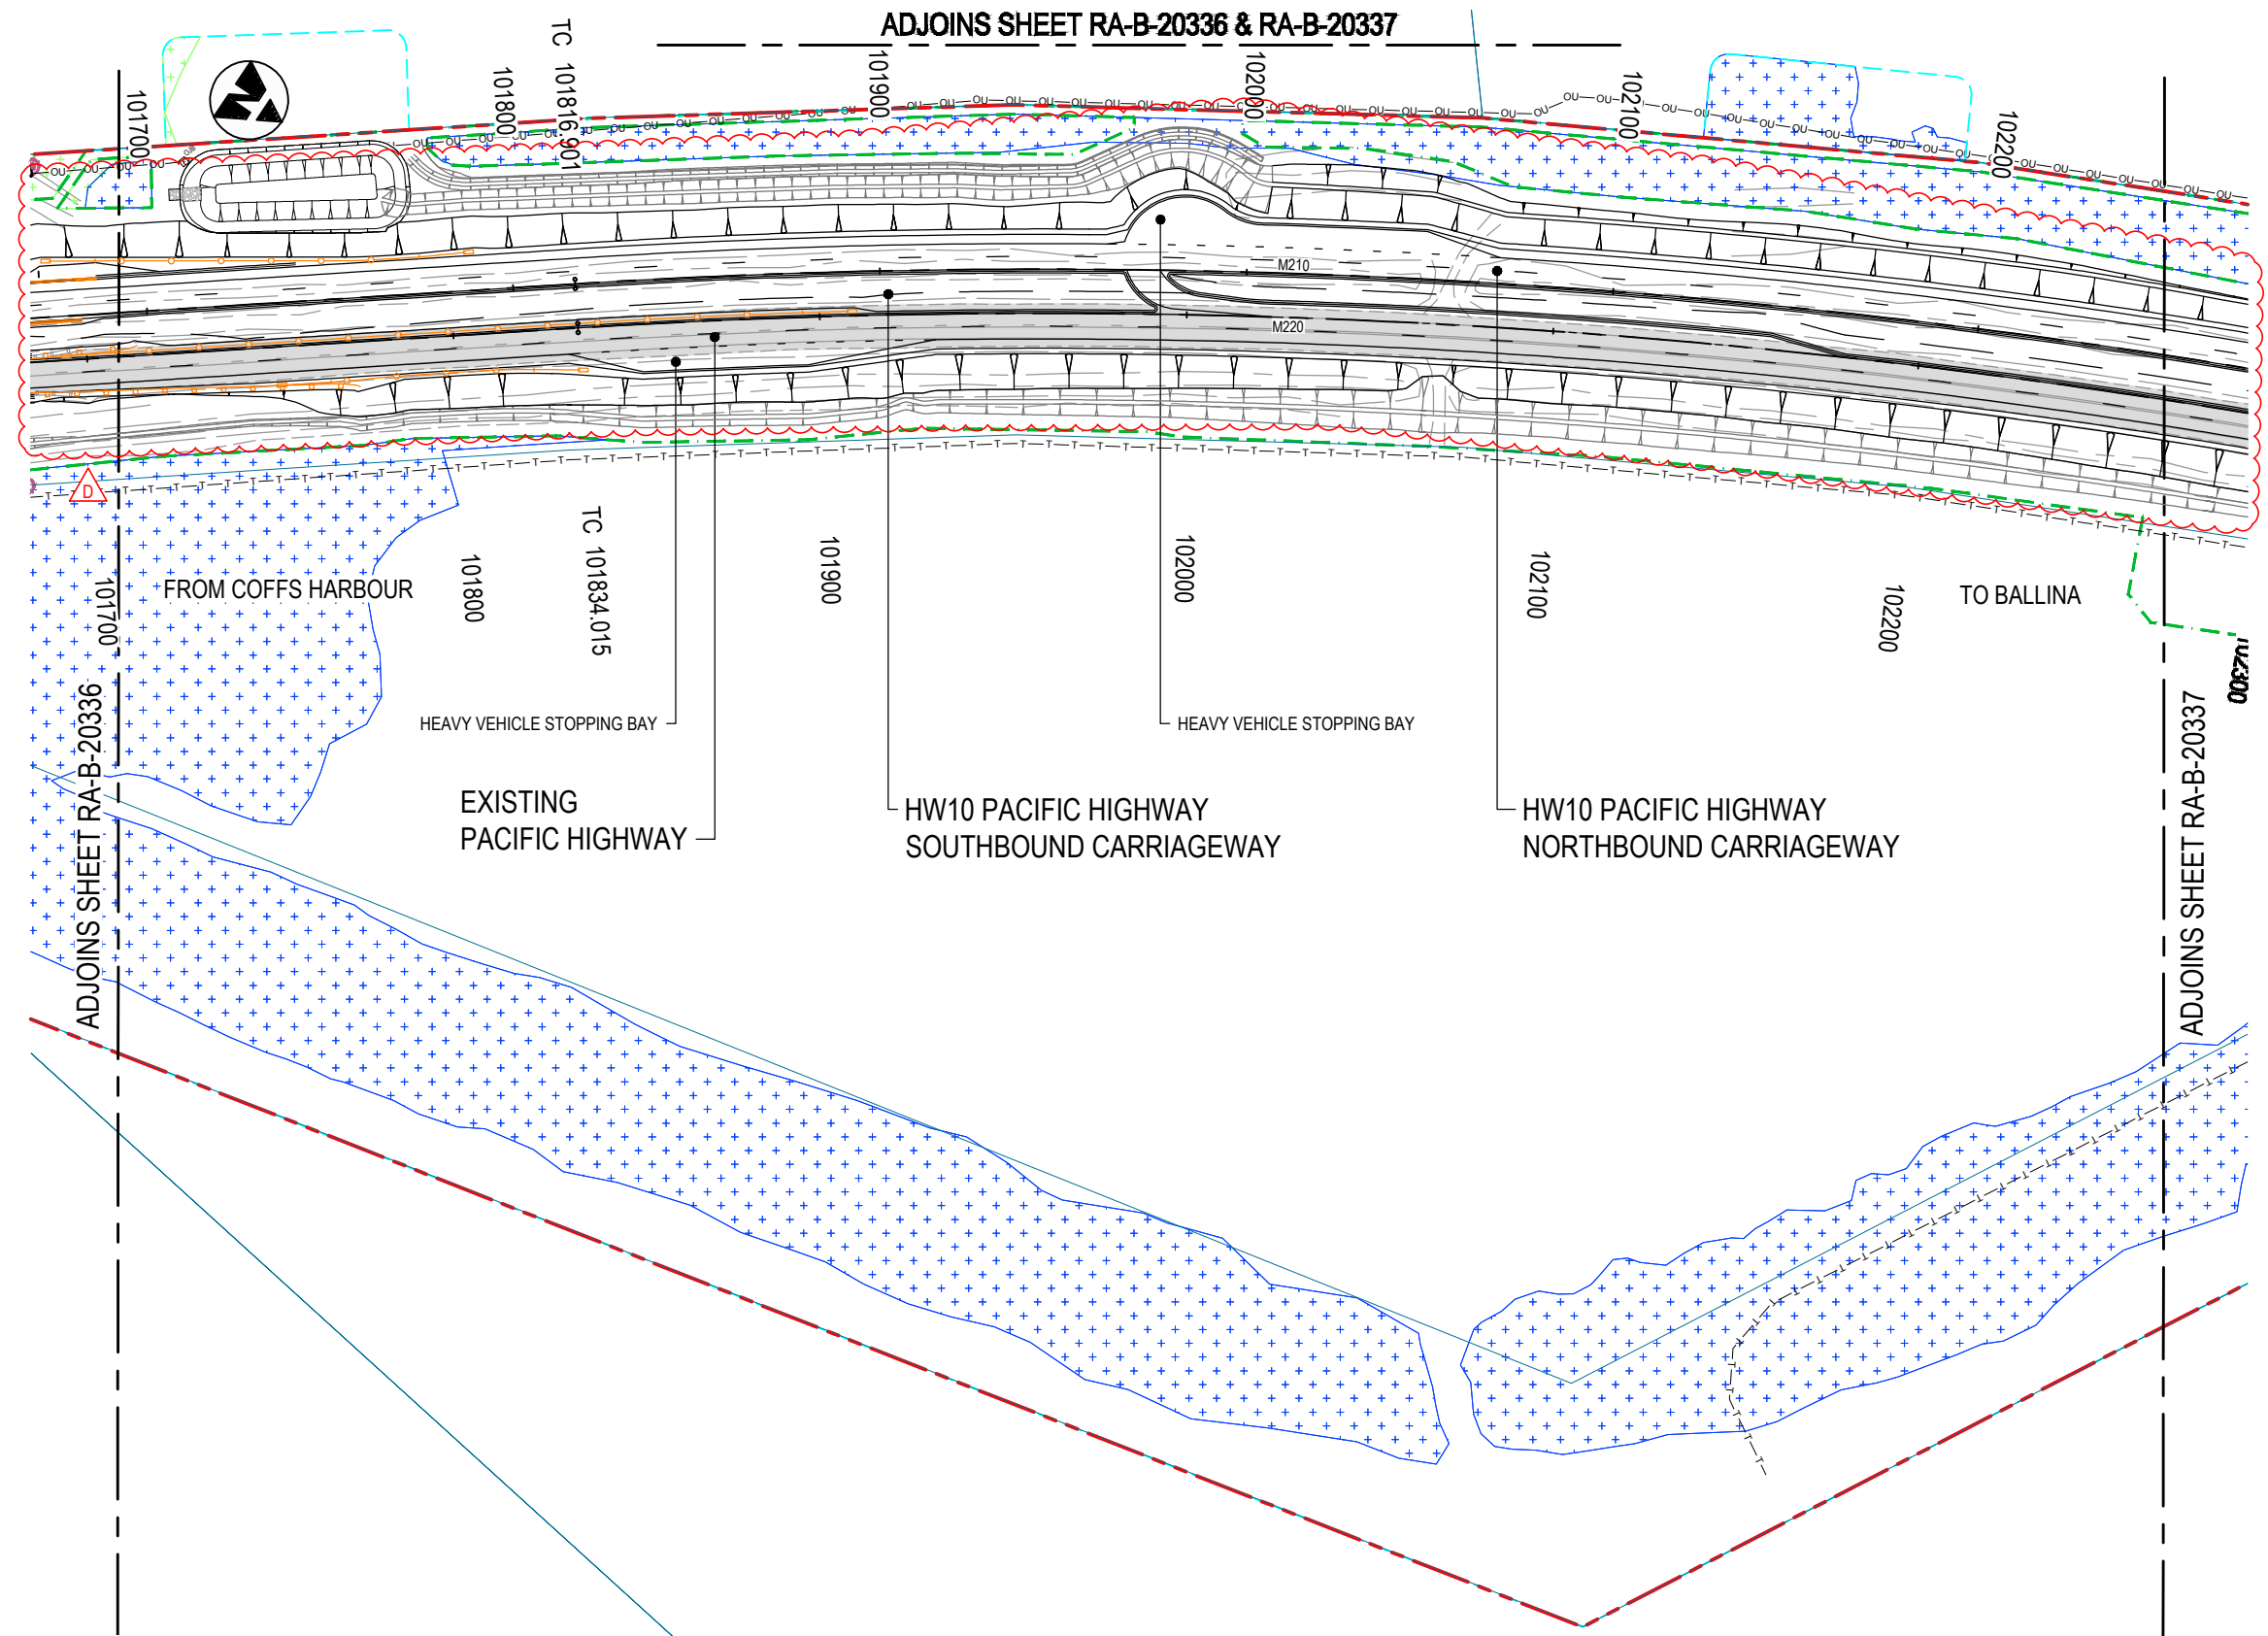 ADJOINS SHEET RA-B-20336 & RA-B-20337
101700
101800
TC 101816.901
101900
102000
102100
102200
M210
M220
D
101700
FROM COFFS HARBOUR
101800
TC 101834.015
101900
102000
102100
102200
TO BALLINA
HEAVY VEHICLE STOPPING BAY
HEAVY VEHICLE STOPPING BAY
EXISTING
PACIFIC HIGHWAY
HW10 PACIFIC HIGHWAY
SOUTHBOUND CARRIAGEWAY
HW10 PACIFIC HIGHWAY
NORTHBOUND CARRIAGEWAY
ADJOINS SHEET RA-B-20336
ADJOINS SHEET RA-B-20337